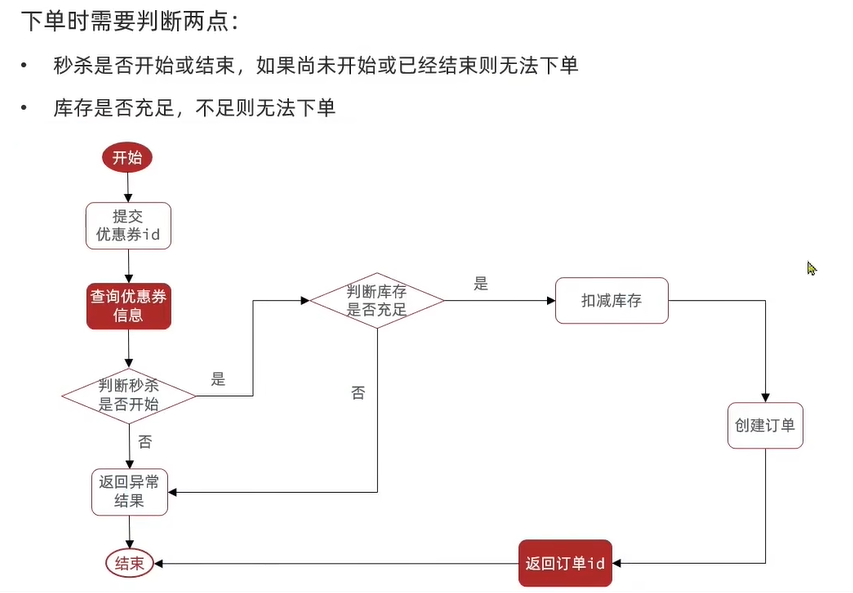 下单时需要判断两点：
• 秒杀是否开始或结束，如果尚未开始或已经结束则无法下单
• 库存是否充足，不足则无法下单
开始
提交
优惠券id
查询优惠券
信息
判断秒杀
是否开始
是
否
返回异常
结果
结束
判断库存
是否充足
是
否
扣减库存
创建订单
返回订单id